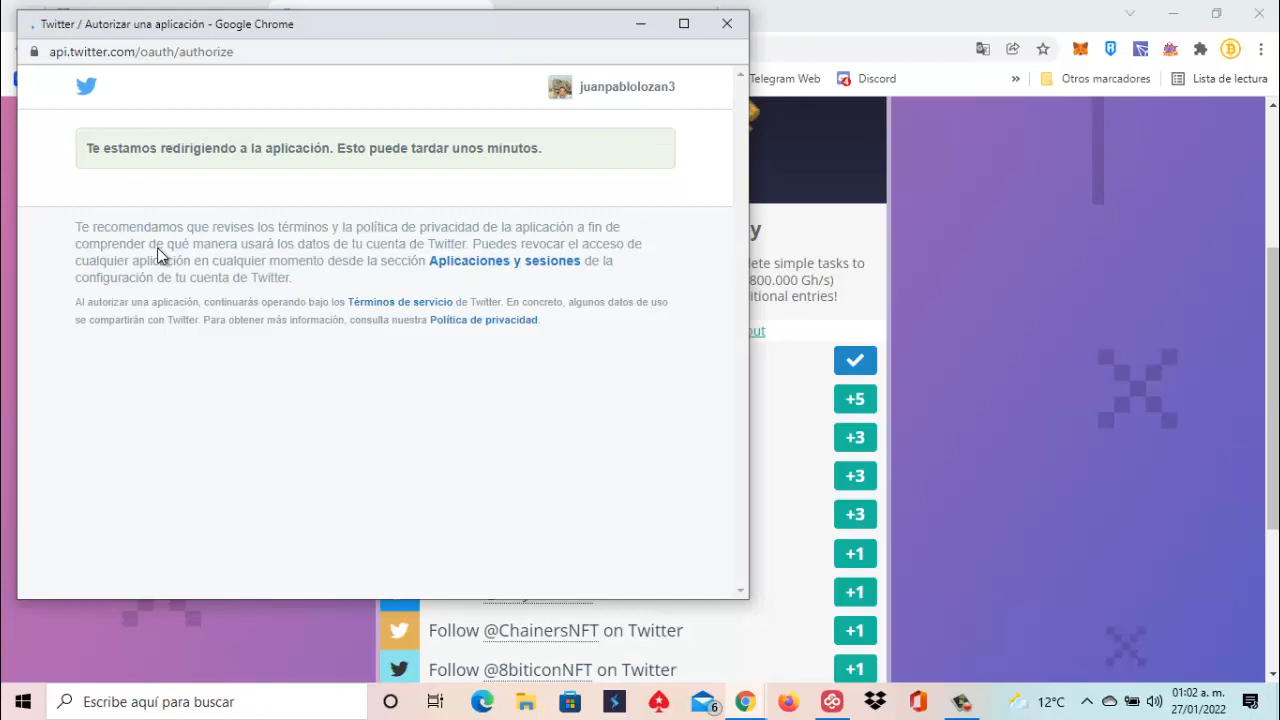 Twitter / Autorizar una aplicación - Google Chrome
api.twitter.com/oauth/authorize
juanpablolozan3
Te estamos redirigiendo a la aplicación. Esto puede tardar unos minutos.
Te recomendamos que revises los términos y la política de privacidad de la aplicación a fin de
comprender de qué manera usará los datos de tu cuenta de Twitter. Puedes revocar el acceso de
cualquier aplicación en cualquier momento desde la sección Aplicaciones y sesiones de la
configuración de tu cuenta de Twitter.
Al autorizar una aplicación, continuarás operando bajo los Términos de servicio de Twitter. En concreto, algunos datos de uso
se compartirán con Twitter. Para obtener más información, consulta nuestra Política de privacidad.
Telegram Web
Discord
»
Otros marcadores
Lista de lectura
y
ete simple tasks to
800.000 Gh/s)
itional entries!
out
+5
+3
+3
+3
+1
+1
Follow @ChainersNFT on Twitter
+1
Follow @8biticonNFT on Twitter
+1
Escribe aquí para buscar
6
12°C
01:02 a. m.
27/01/2022